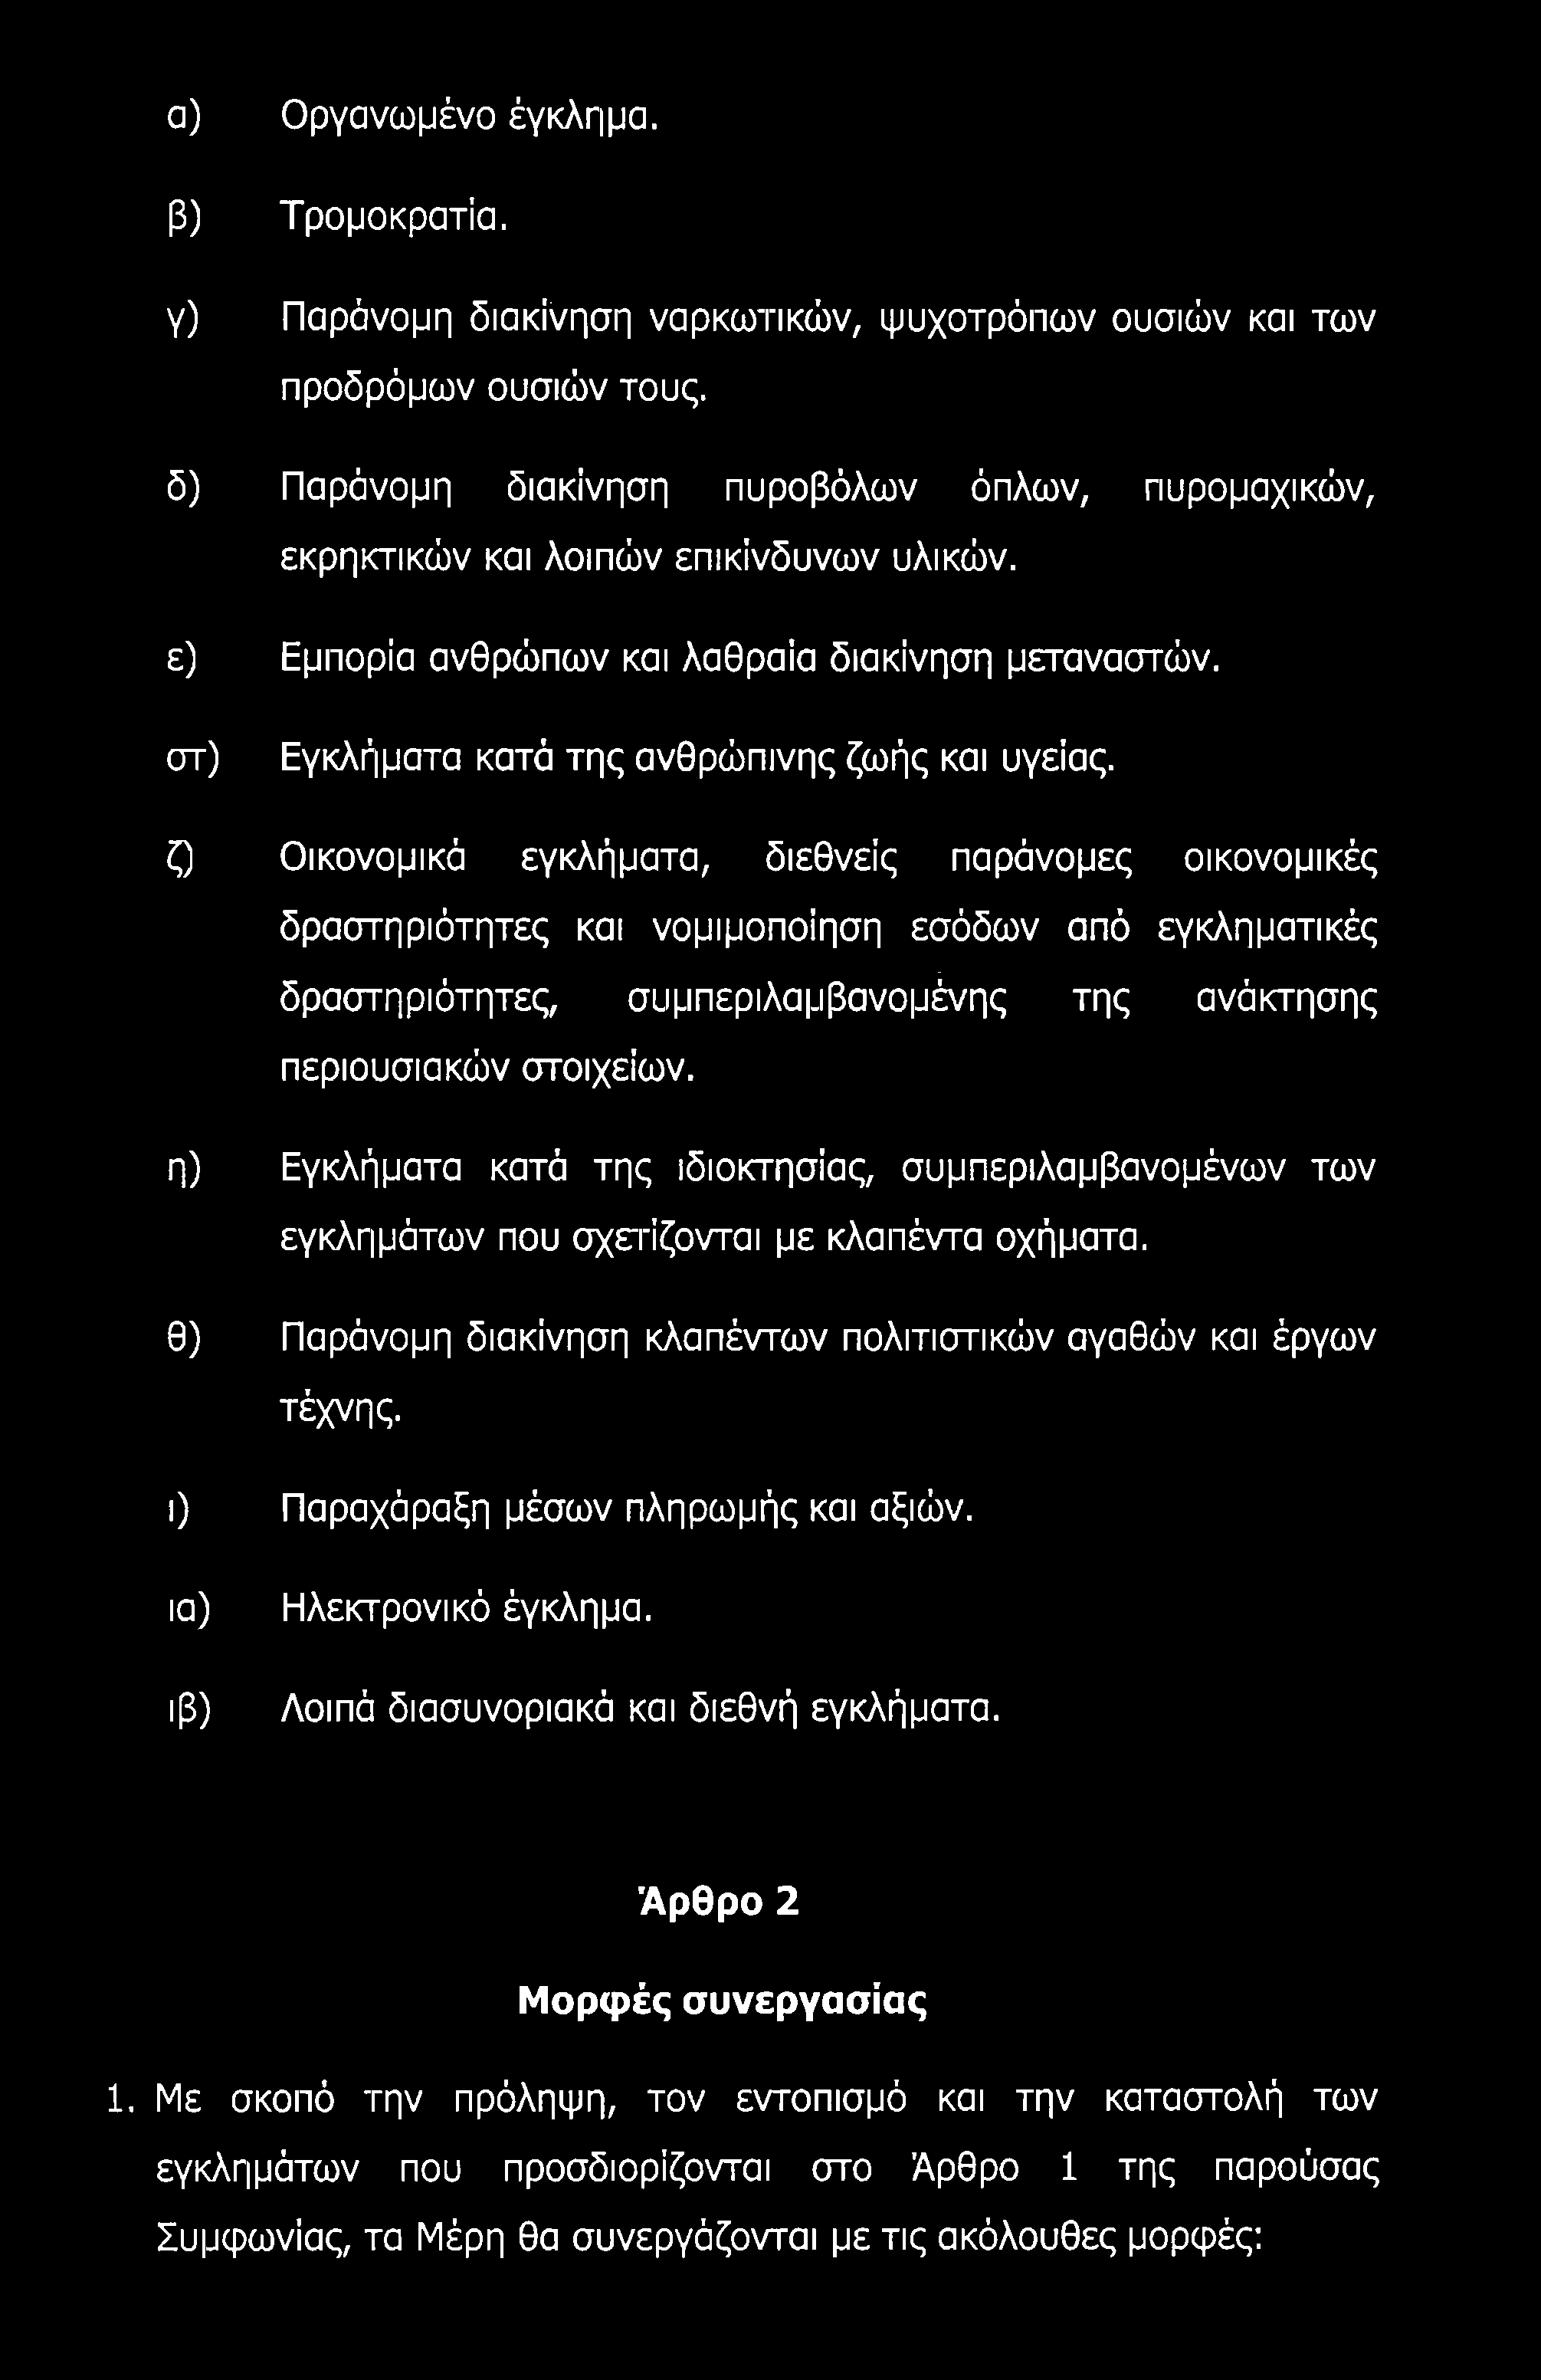 α) Οργανωμένο έγκλημα.
β) Τρομοκρατία.
γ) Παράνομη διακίνηση ναρκωτικών, ψυχοτρόπων ουσιών και των
προδρόμων ουσιών τους.
δ) Παράνομη διακίνηση πυροβόλων όπλων, πυρομαχικών,
εκρηκτικών και λοιπών επικίνδυνων υλικών.
ε) Εμπορία ανθρώπων και λαθραία διακίνηση μεταναστών.
στ) Εγκλήματα κατά της ανθρώπινης ζωής και υγείας.
ζ) Οικονομικά εγκλήματα, διεθνείς παράνομες οικονομικές
δραστηριότητες και νομιμοποίηση εσόδων από εγκληματικές
δραστηριότητες, συμπεριλαμβανομένης της ανάκτησης
περιουσιακών στοιχείων.
η) Εγκλήματα κατά της ιδιοκτησίας, συμπεριλαμβανομένων των
εγκλημάτων που σχετίζονται με κλαπέντα οχήματα.
θ) Παράνομη διακίνηση κλαπέντων πολιτιστικών αγαθών και έργων
τέχνης.
ι) Παραχάραξη μέσων πληρωμής και αξιών.
ια) Ηλεκτρονικό έγκλημα.
ιβ) Λοιπά διασυνοριακά και διεθνή εγκλήματα.
Άρθρο 2
Μορφές συνεργασίας
1. Με σκοπό την πρόληψη, τον εντοπισμό και την καταστολή των
εγκλημάτων που προσδιορίζονται στο Άρθρο 1 της παρούσας
Συμφωνίας, τα Μέρη θα συνεργάζονται με τις ακόλουθες μορφές: